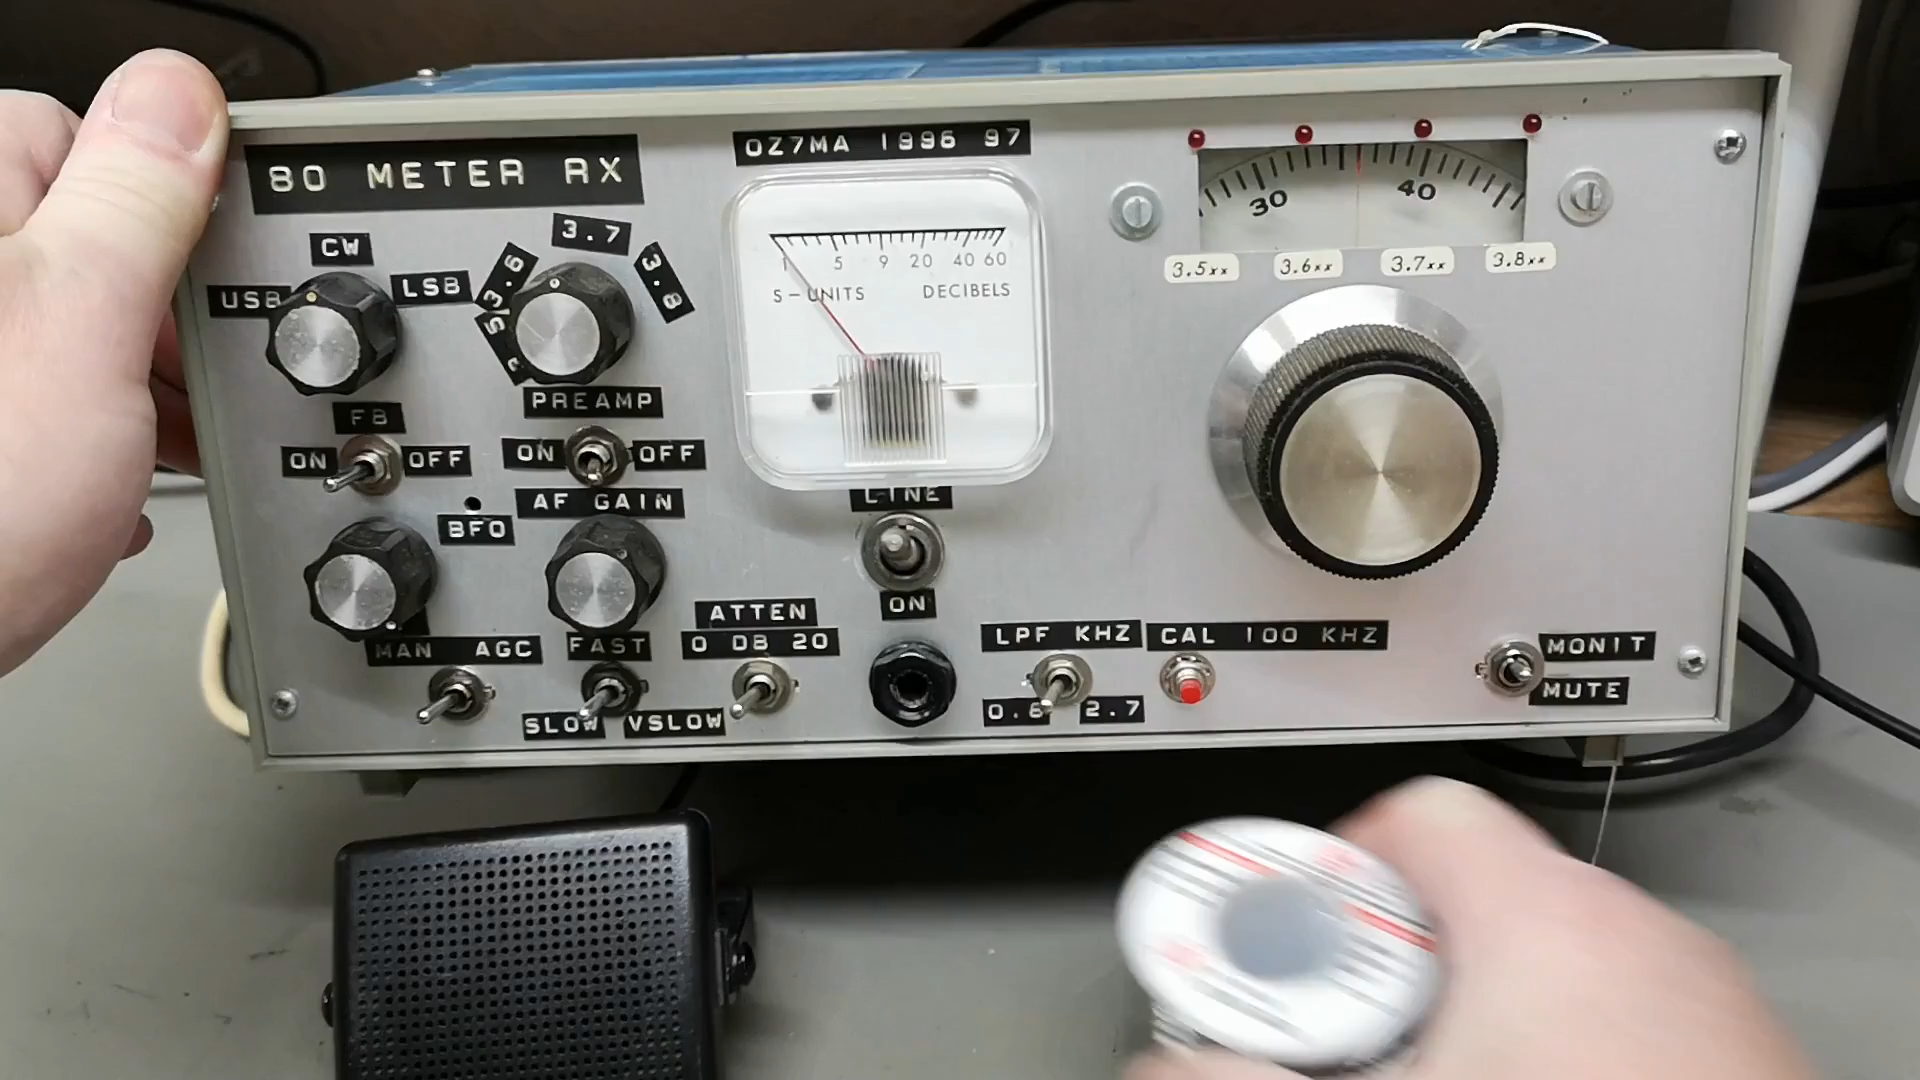 80 METER RX
OZ7MA 1996 97
CW
USB
LSB
3.5
3.6
3.7
3.8
1 5 9 20 40 60
S-UNITS DECIBELS
30 40
3.5xx 3.6xx 3.7xx 3.8xx
PREAMP
ON OFF
FB
ON OFF
AF GAIN
BFO
LINE
ON
ATTEN
0 DB 20
MAN AGC
FAST
SLOW VSLOW
LPF KHZ
0.6 2.7
CAL 100 KHZ
MONIT
MUTE